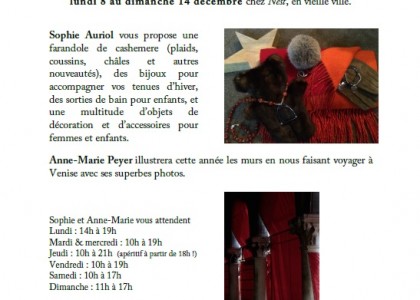 lundi 8 au dimanche 14 décembre chez Neir, en vieille ville.
Sophie Auriol vous propose une
farandole de cashemere (plaids,
coussins, châles et autres
nouveautés), des bijoux pour
accompagner vos tenues d'hiver,
des sorties de bain pour enfants, et
une multitude d'objets de
décoration et d'accessoires pour
femmes et enfants.
Anne-Marie Peyer illustrera cette année les murs en nous faisant voyager à
Venise avec ses superbes photos.
Sophie et Anne-Marie vous attendent
Lundi : 14h à 19h
Mardi & mercredi : 10h à 19h
Jeudi : 10h à 21h (apéritif à partir de 18h !)
Vendredi : 10h à 19h
Samedi : 10h à 17h
Dimanche : 11h à 17h